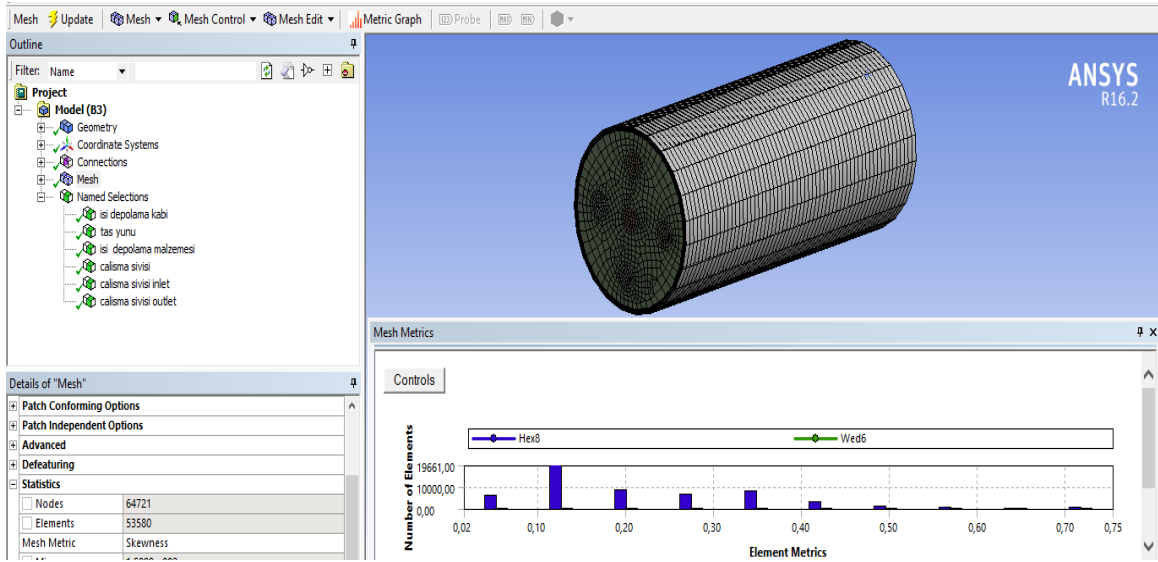 Mesh Update Mesh Mesh Control Mesh Edit Metric Graph Probe MAX MIN
Outline
Filter: Name
Project
Model (B3)
Geometry
Coordinate Systems
Connections
Mesh
Named Selections
isi depolama kabi
tas yunu
isi depolama malzemesi
calisma sivisi
calisma sivisi inlet
calisma sivisi outlet
ANSYS
R16.2
Details of "Mesh"
Patch Conforming Options
Patch Independent Options
Advanced
Defeaturing
Statistics
Nodes 64721
Elements 53580
Mesh Metric Skewness
Mesh Metrics
Controls
Number of Elements
Hex8 Wed6
19661,00
10000,00
0,00
0,02 0,10 0,20 0,30 0,40 0,50 0,60 0,70 0,75
Element Metrics